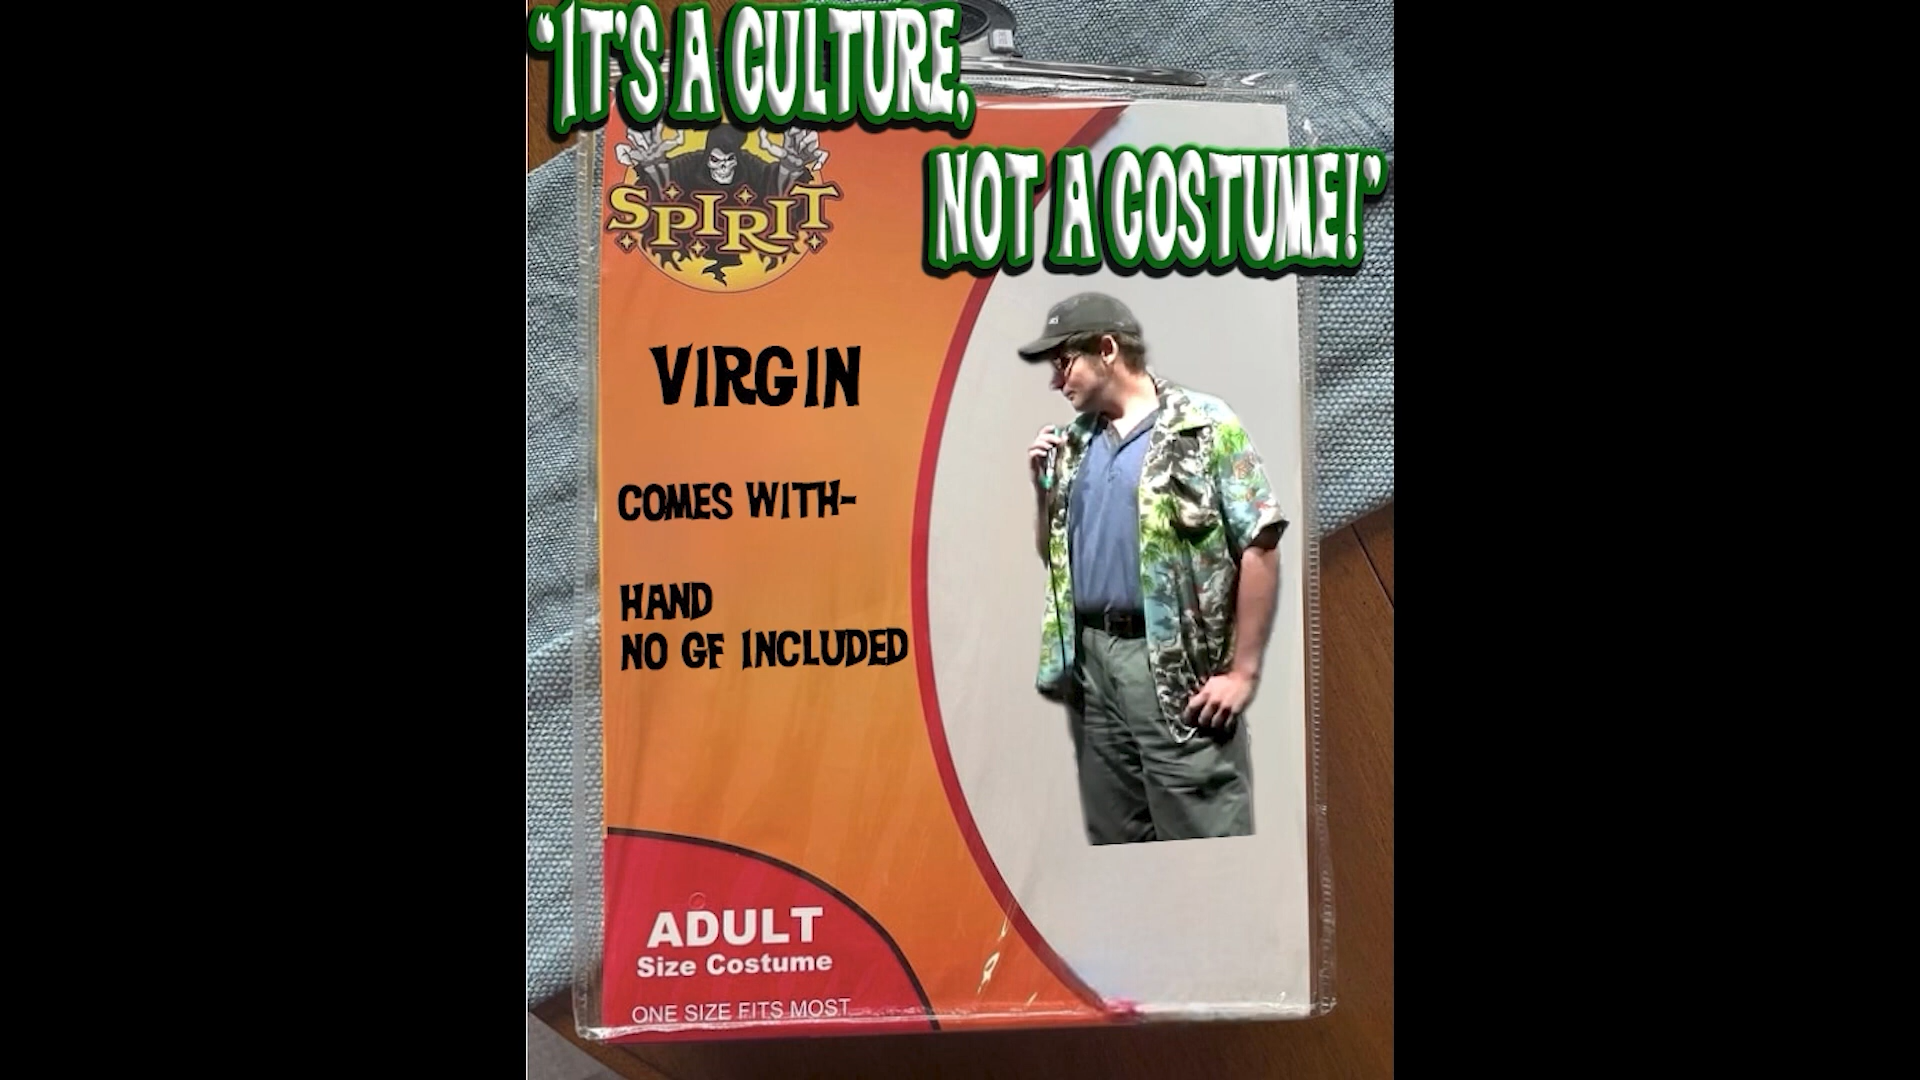 “IT'S A CULTURE,
NOT A COSTUME!”
SPIRIT
VIRGIN
COMES WITH-
HAND
NO GF INCLUDED
ADULT
Size Costume
ONE SIZE FITS MOST